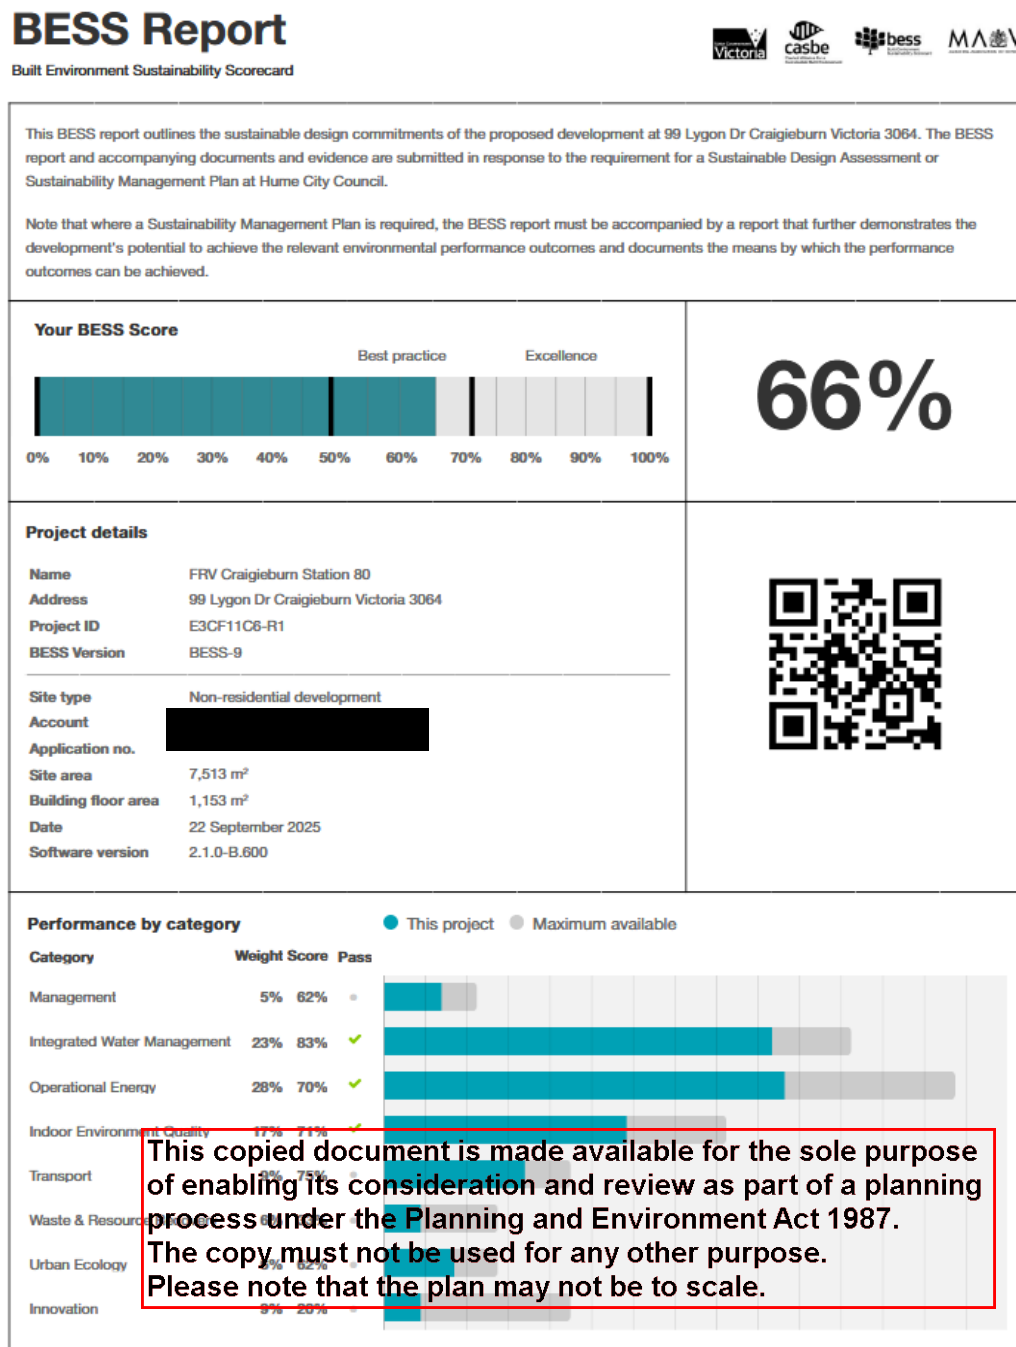 BESS Report
Built Environment Sustainability Scorecard
Victoria
casbe
bess
This BESS report outlines the sustainable design commitments of the proposed development at 99 Lygon Dr Craigieburn Victoria 3064. The BESS
report and accompanying documents and evidence are submitted in response to the requirement for a Sustainable Design Assessment or
Sustainability Management Plan at Hume City Council.
Note that where a Sustainability Management Plan is required, the BESS report must be accompanied by a report that further demonstrates the
development's potential to achieve the relevant environmental performance outcomes and documents the means by which the performance
outcomes can be achieved.
Your BESS Score
Best practice Excellence
66%
0% 10% 20% 30% 40% 50% 60% 70% 80% 90% 100%
Project details
Name FRV Craigieburn Station 80
Address 99 Lygon Dr Craigieburn Victoria 3064
Project ID E3CF11C6-R1
BESS Version BESS-9
Site type Non-residential development
Account
Application no.
Site area 7,513 m²
Building floor area 1,153 m²
Date 22 September 2025
Software version 2.1.0-B.600
Performance by category This project Maximum available
Category Weight Score Pass
Management 5% 62%
Integrated Water Management 23% 83%
Operational Energy 28% 70%
Indoor Environment Quality 17% 71%
Transport 9% 75%
Waste & Resource
Urban Ecology 62%
Innovation 9% 20%
This copied document is made available for the sole purpose
of enabling its consideration and review as part of a planning
process under the Planning and Environment Act 1987.
The copy must not be used for any other purpose.
Please note that the plan may not be to scale.